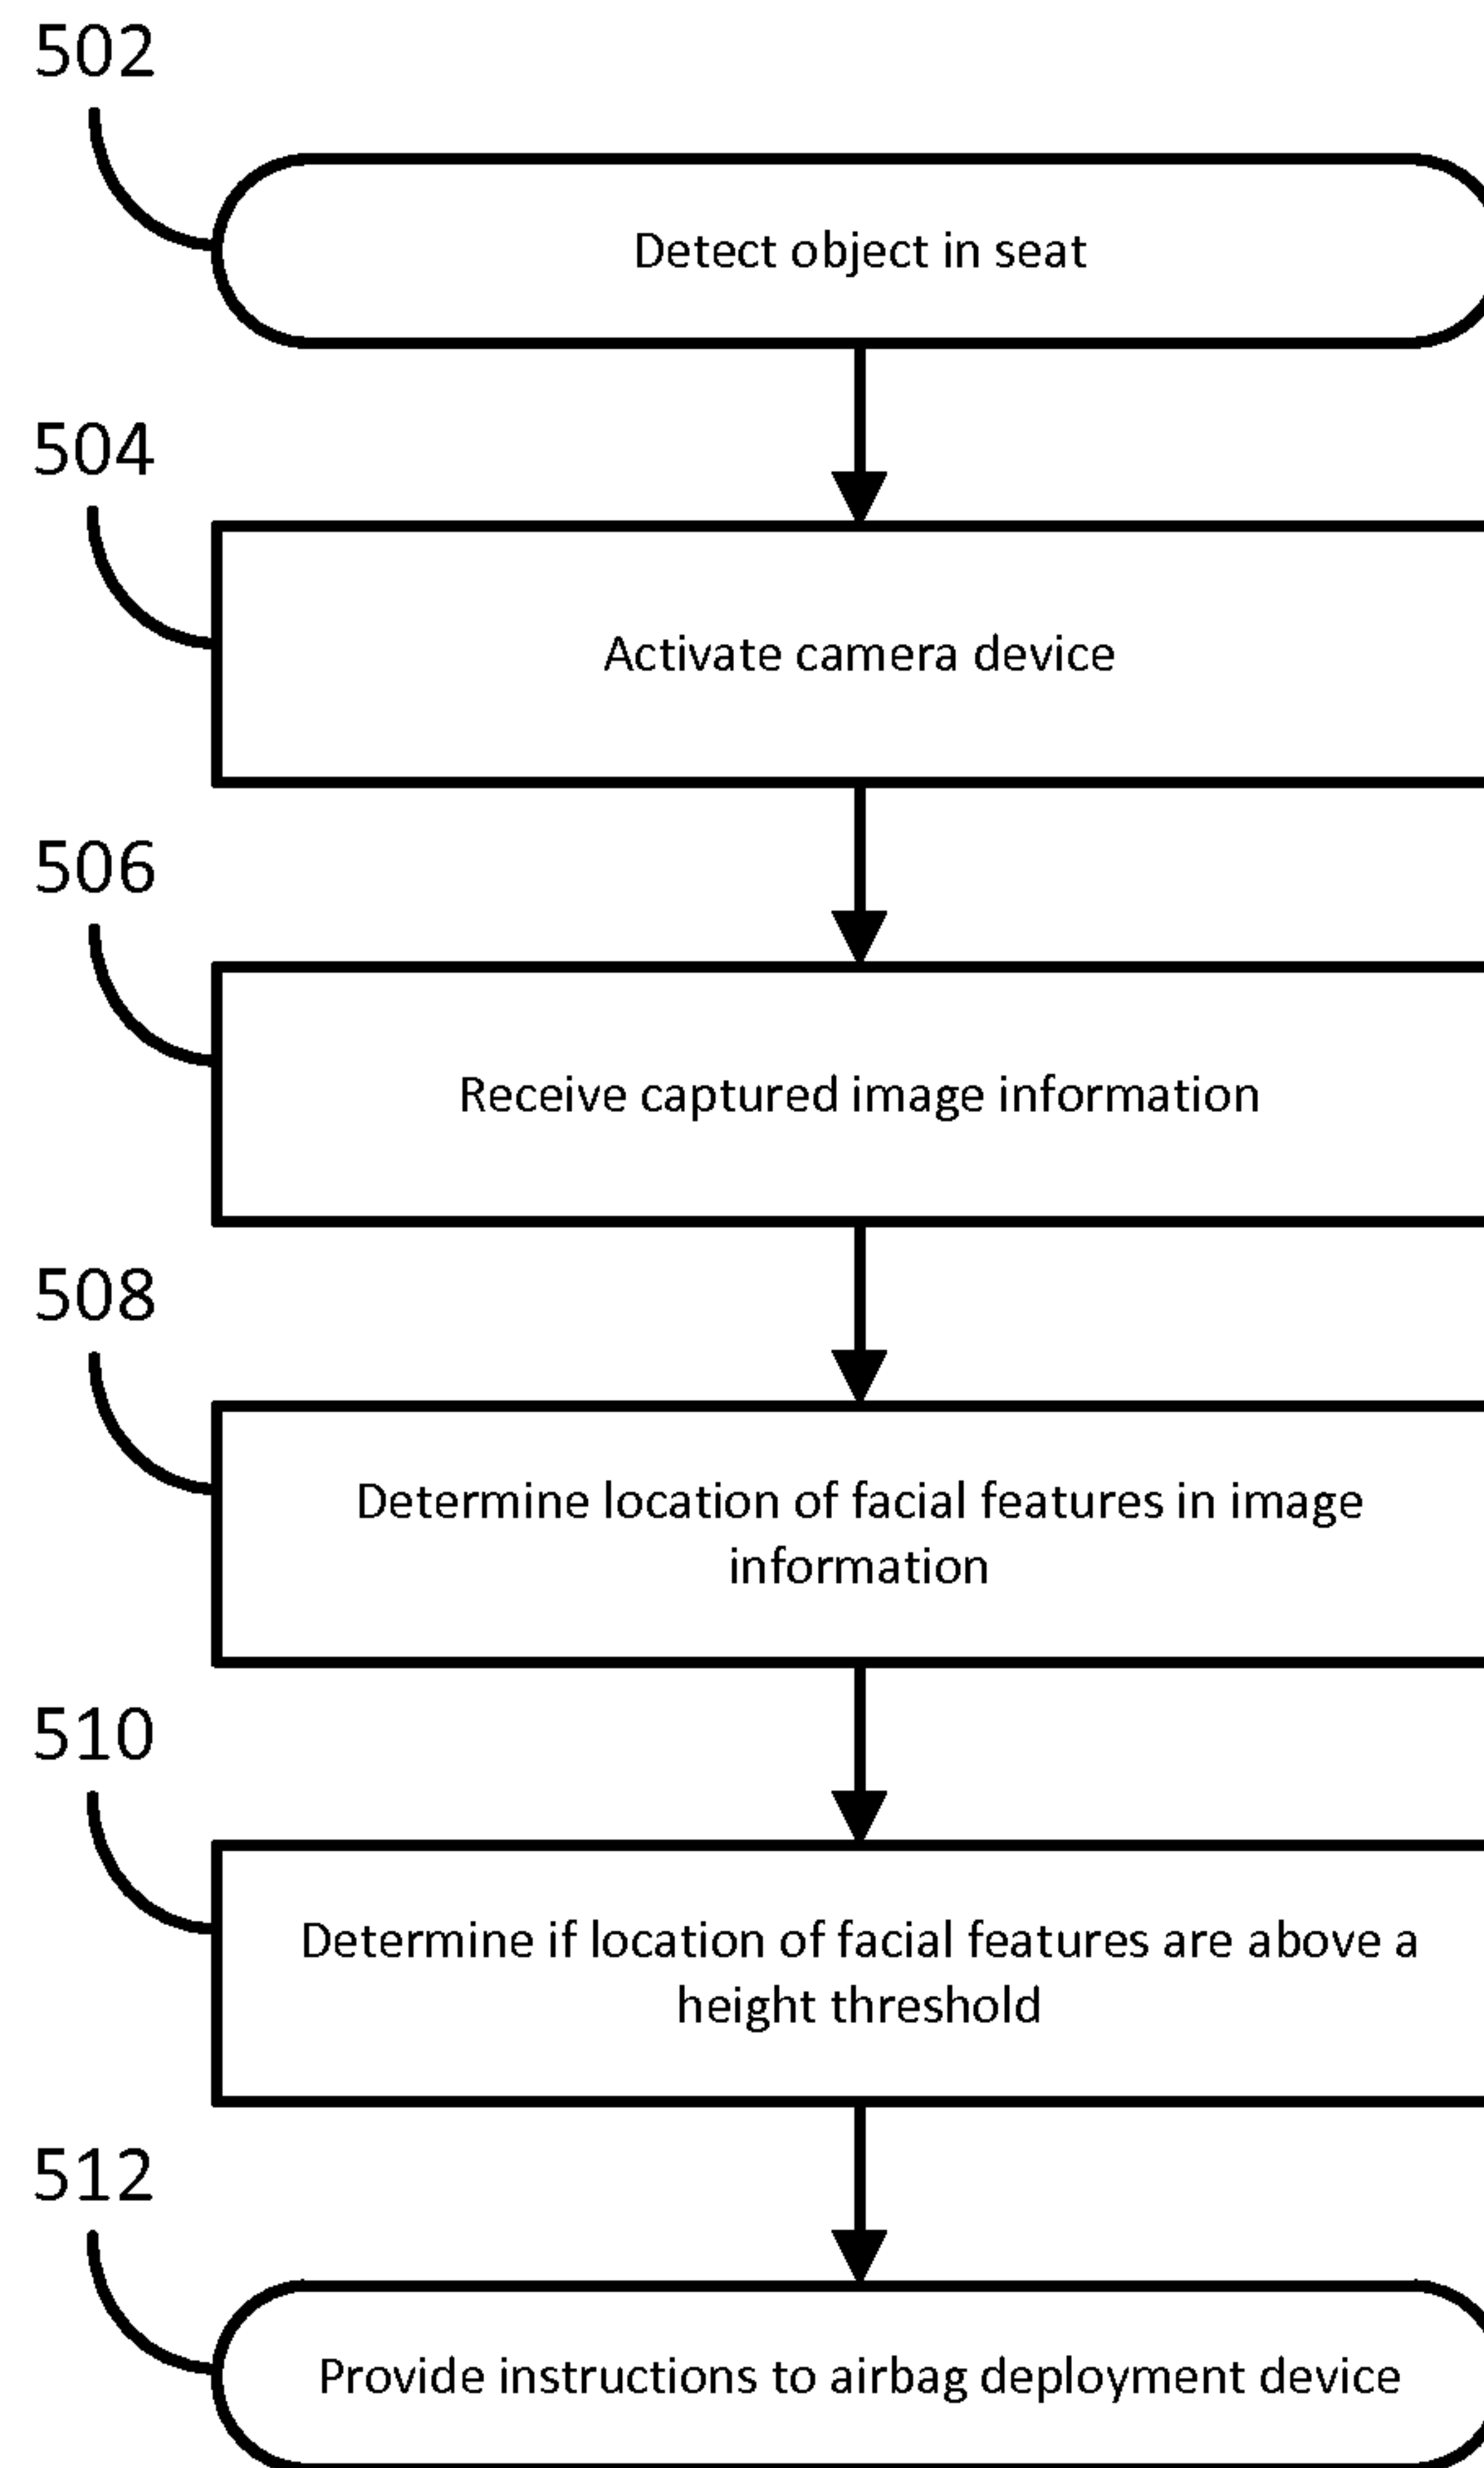 502
Detect object in seat
504
Activate camera device
506
Receive captured image information
508
Determine location of facial features in image
information
510
Determine if location of facial features are above a
height threshold
512
Provide instructions to airbag deployment device